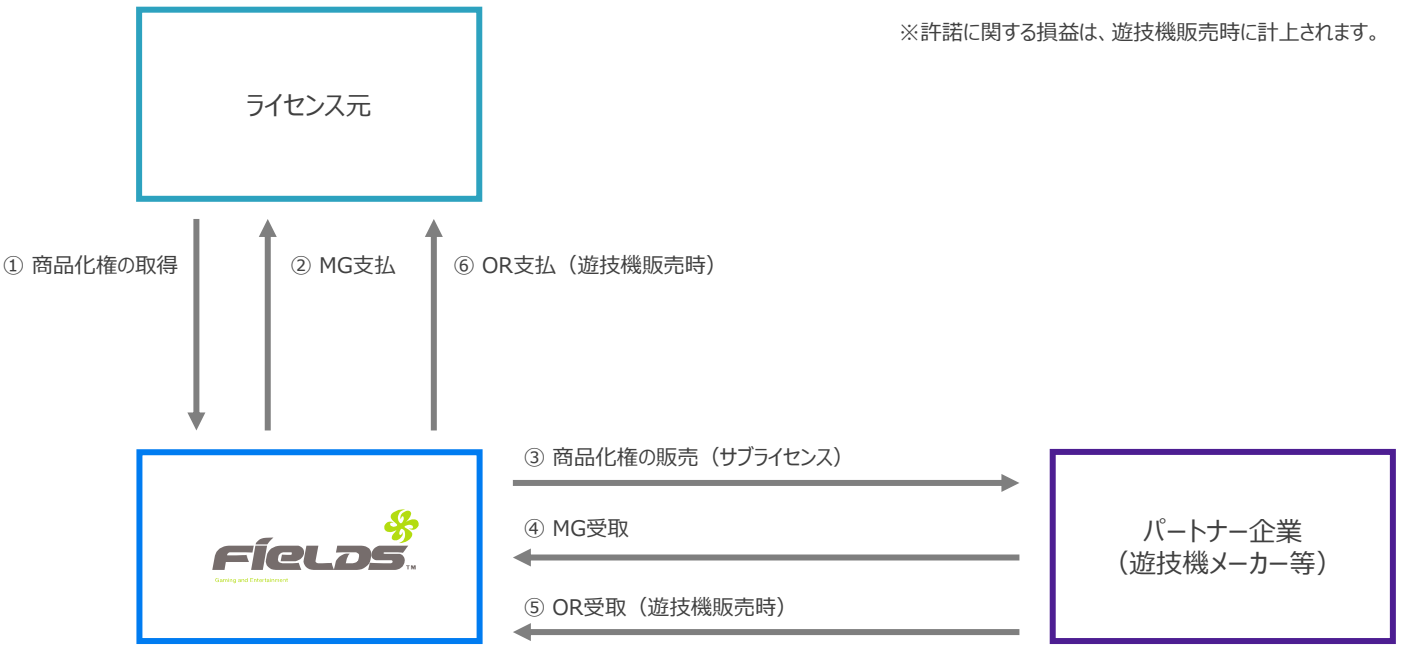 ※許諾に関する損益は、遊技機販売時に計上されます。
ライセンス元
① 商品化権の取得
② MG支払
⑥ OR支払（遊技機販売時）
③ 商品化権の販売（サブライセンス）
④ MG受取
⑤ OR受取（遊技機販売時）
FIELDS™
Gaming and Entertainment
パートナー企業
（遊技機メーカー等）